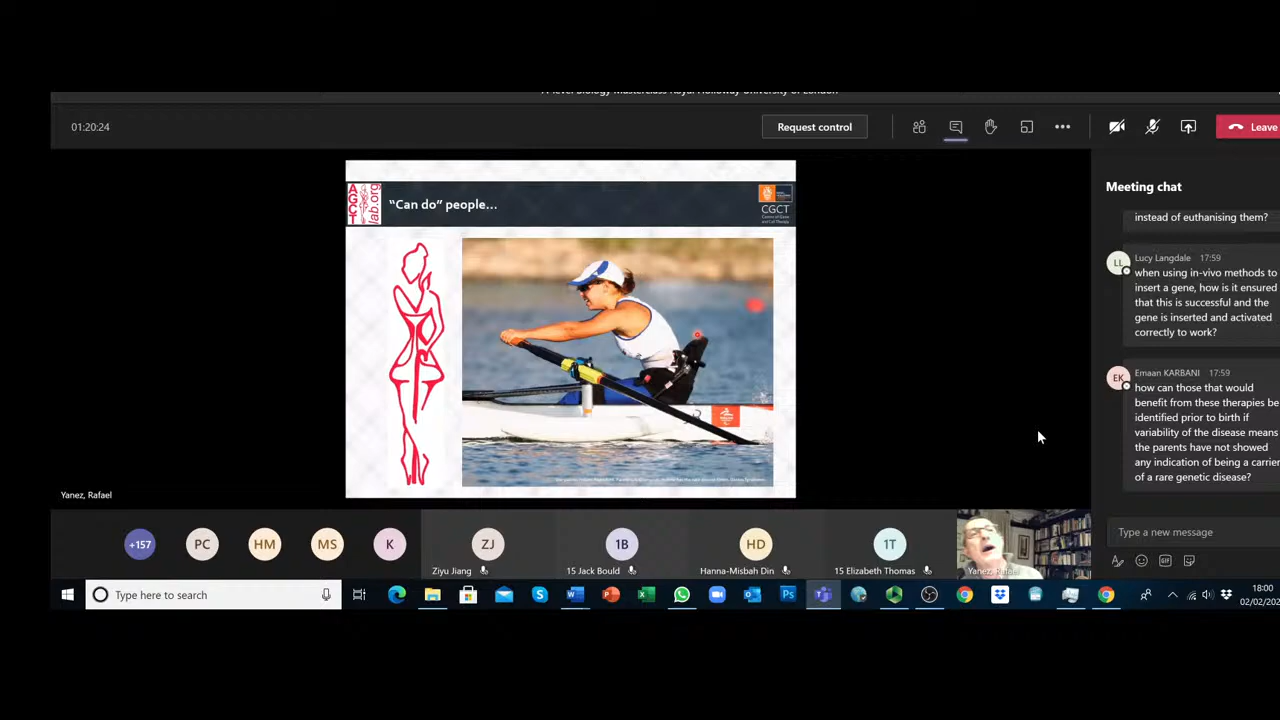 A-level Biology Masterclass Royal Holloway University of London
01:20:24
Request control
Leave
AGCT
lab.org
“Can do” people...
CGCT
Meeting chat
instead of euthanising them?
LL
Lucy Langdale 17:59
when using in-vivo methods to
insert a gene, how is it ensured
that this is successful and the
gene is inserted and activated
correctly to work?
EK
Emaan KARBANI 17:59
how can those that would
benefit from these therapies be
identified prior to birth if
variability of the disease means
the parents have not showed
any indication of being a carrier
of a rare genetic disease?
Type a new message
GIF
Yanez, Rafael
+157
PC
HM
MS
K
ZJ
Ziyu Jiang
1B
15 Jack Bould
HD
Hanna-Misbah Din
1T
15 Elizabeth Thomas
Yanez, Rafael
Type here to search
18:00
02/02/202